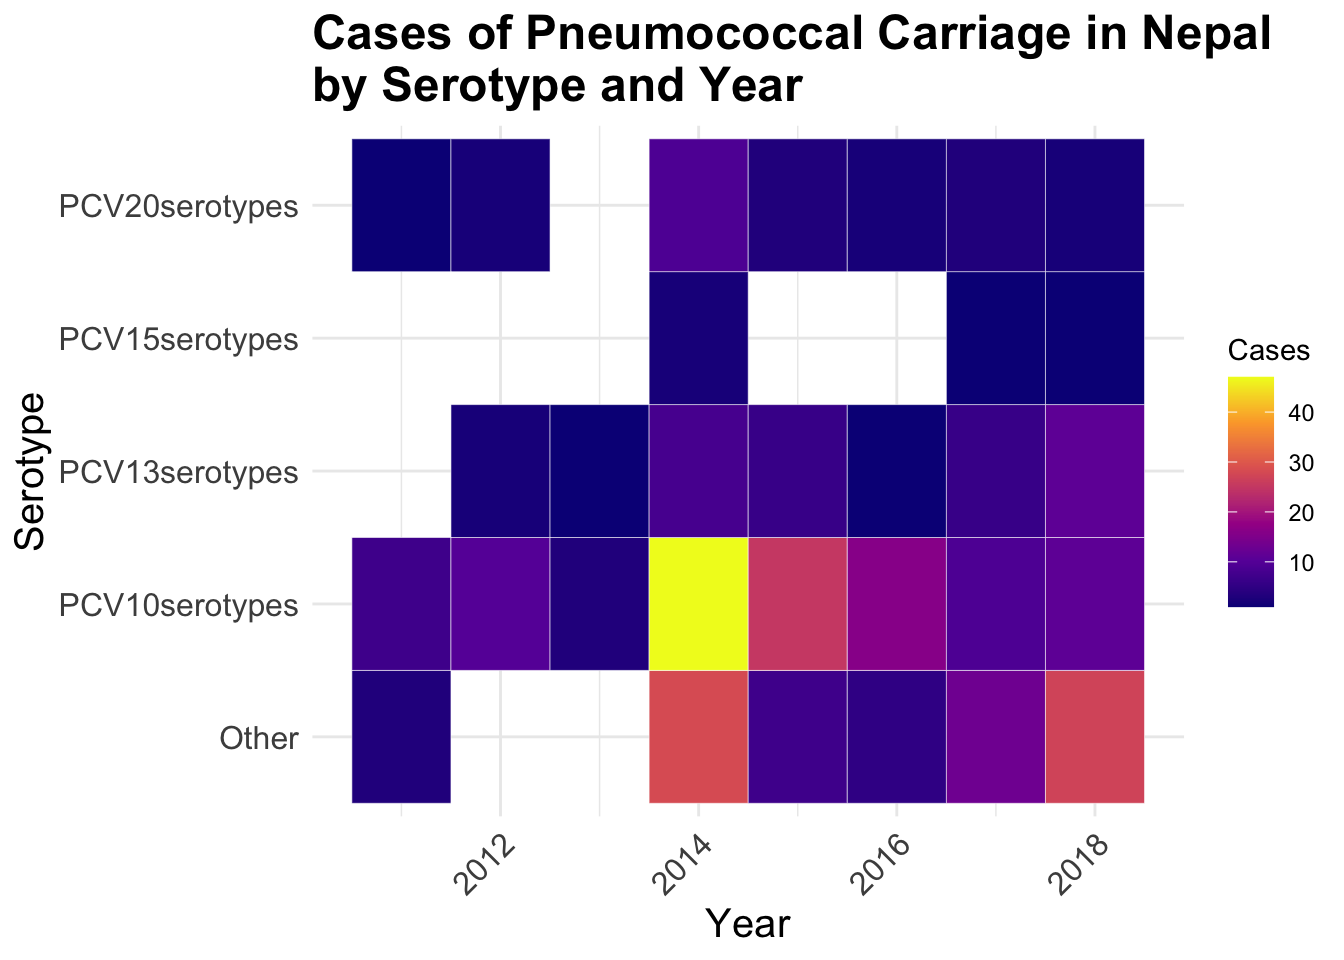 Cases of Pneumococcal Carriage in Nepal
by Serotype and Year
PCV20serotypes
PCV15serotypes
PCV13serotypes
PCV10serotypes
Other
Serotype
2012
2014
2016
2018
Year
Cases
40
30
20
10